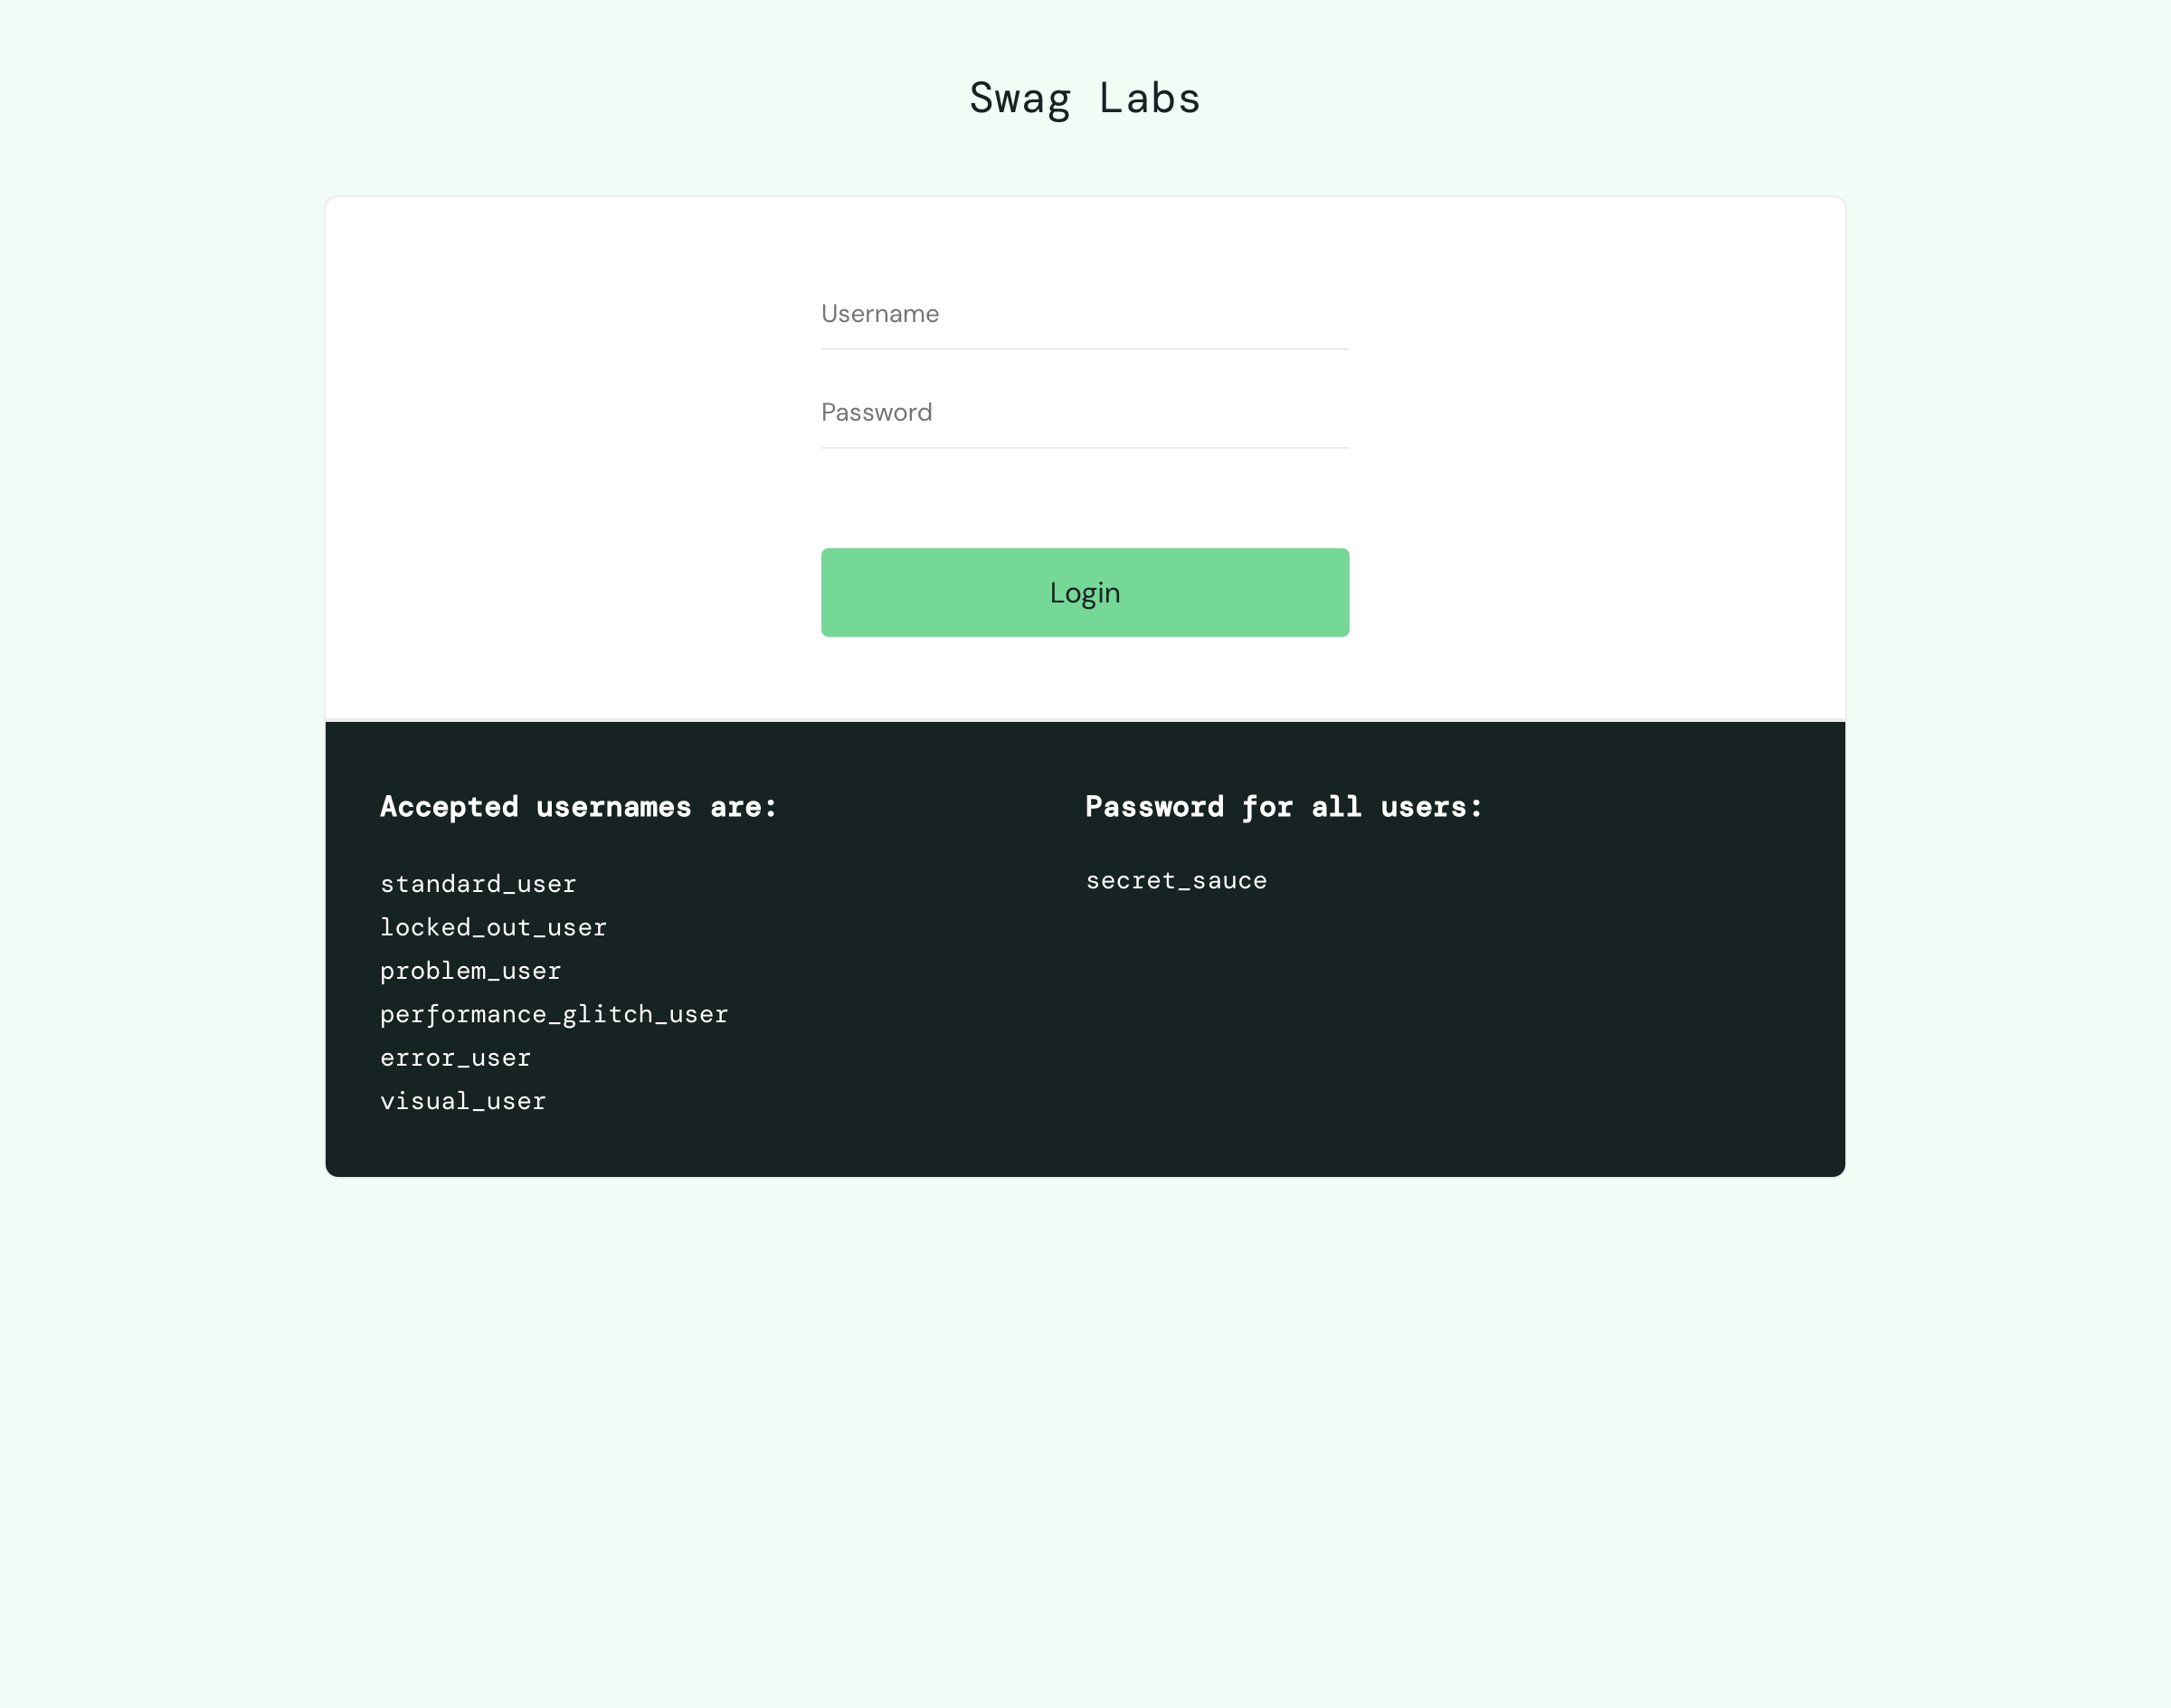 Swag Labs
Username
Password
Login
Accepted usernames are:
standard_user
locked_out_user
problem_user
performance_glitch_user
error_user
visual_user
Password for all users:
secret_sauce